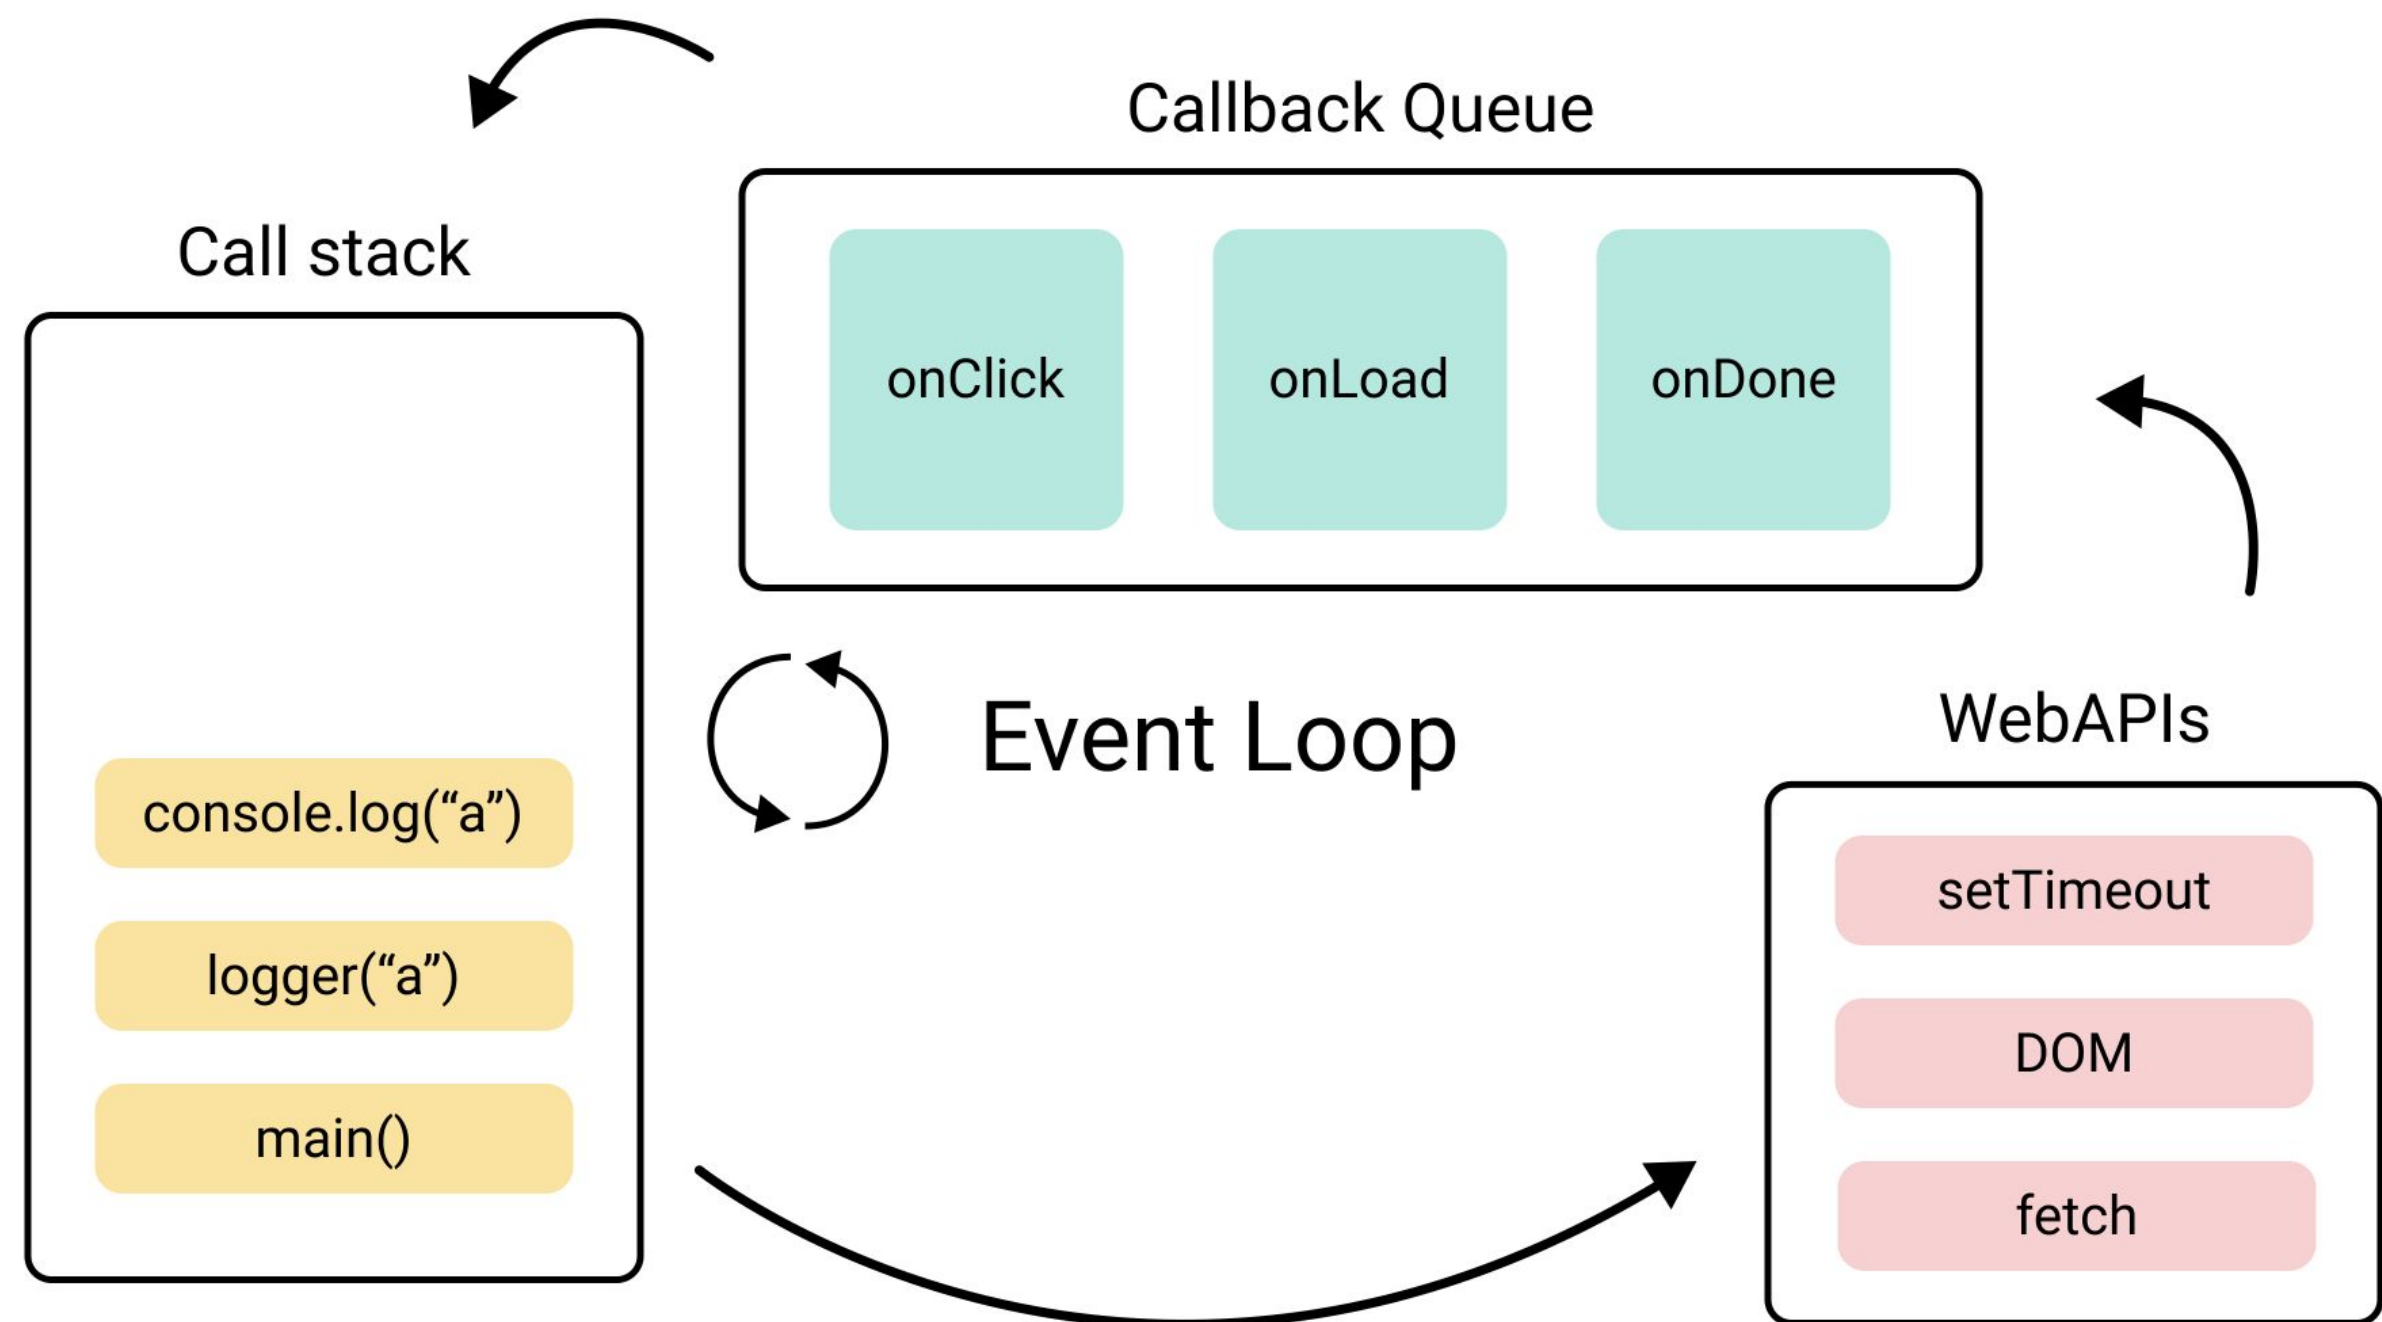 Callback Queue
Call stack
onClick
onLoad
onDone
Event Loop
WebAPIs
console.log(“a”)
logger(“a”)
main()
setTimeout
DOM
fetch